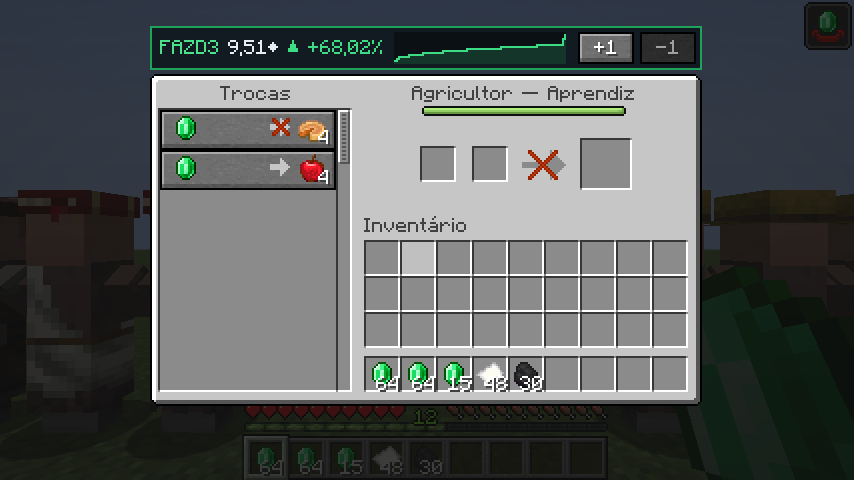 FAZD3 9,51 ▲ +68,02% +1 −1
Trocas
Agricultor — Aprendiz
4
4
Inventário
64 64 15 48 30
12
64 64 15 48 30